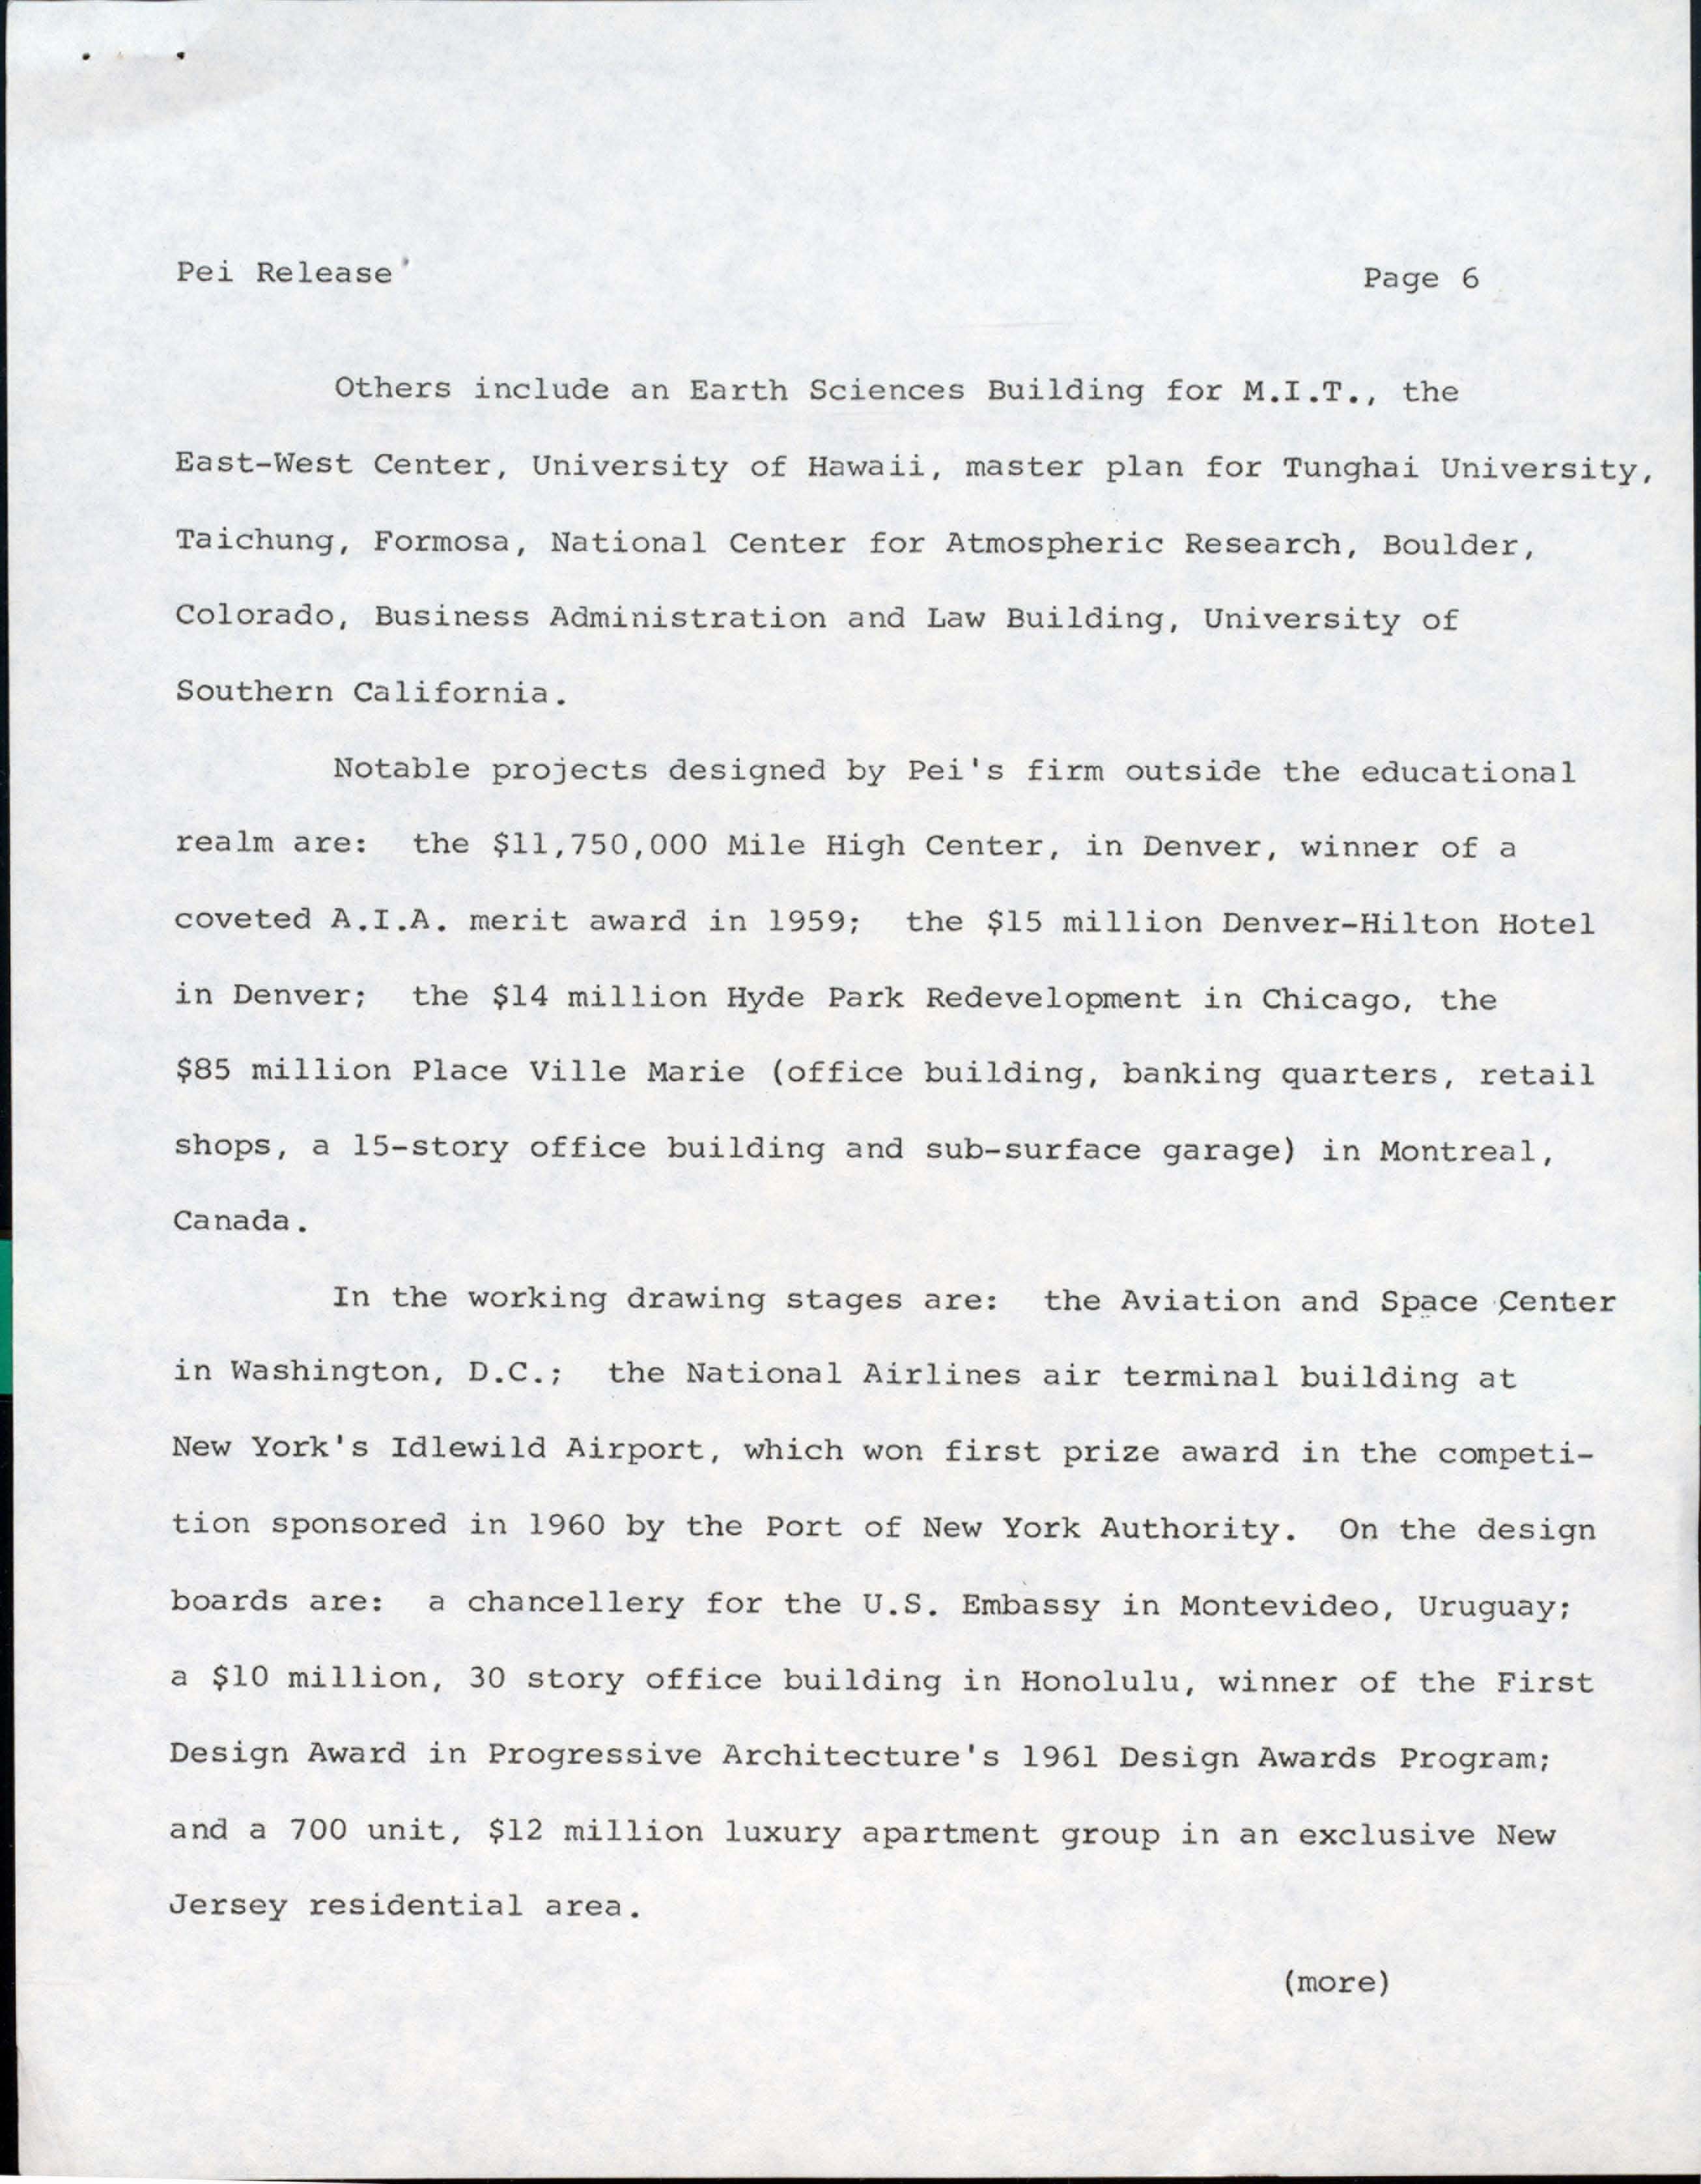 Pei Release
Page 6
Others include an Earth Sciences Building for M.I.T., the
East-West Center, University of Hawaii, master plan for Tunghai University,
Taichung, Formosa, National Center for Atmospheric Research, Boulder,
Colorado, Business Administration and Law Building, University of
Southern California.
Notable projects designed by Pei's firm outside the educational
realm are:  the $11,750,000 Mile High Center, in Denver, winner of a
coveted A.I.A. merit award in 1959;  the $15 million Denver-Hilton Hotel
in Denver;  the $14 million Hyde Park Redevelopment in Chicago, the
$85 million Place Ville Marie (office building, banking quarters, retail
shops, a 15-story office building and sub-surface garage) in Montreal,
Canada.
In the working drawing stages are:  the Aviation and Space Center
in Washington, D.C.;  the National Airlines air terminal building at
New York's Idlewild Airport, which won first prize award in the competi-
tion sponsored in 1960 by the Port of New York Authority.  On the design
boards are:  a chancellery for the U.S. Embassy in Montevideo, Uruguay;
a $10 million, 30 story office building in Honolulu, winner of the First
Design Award in Progressive Architecture's 1961 Design Awards Program;
and a 700 unit, $12 million luxury apartment group in an exclusive New
Jersey residential area.
(more)